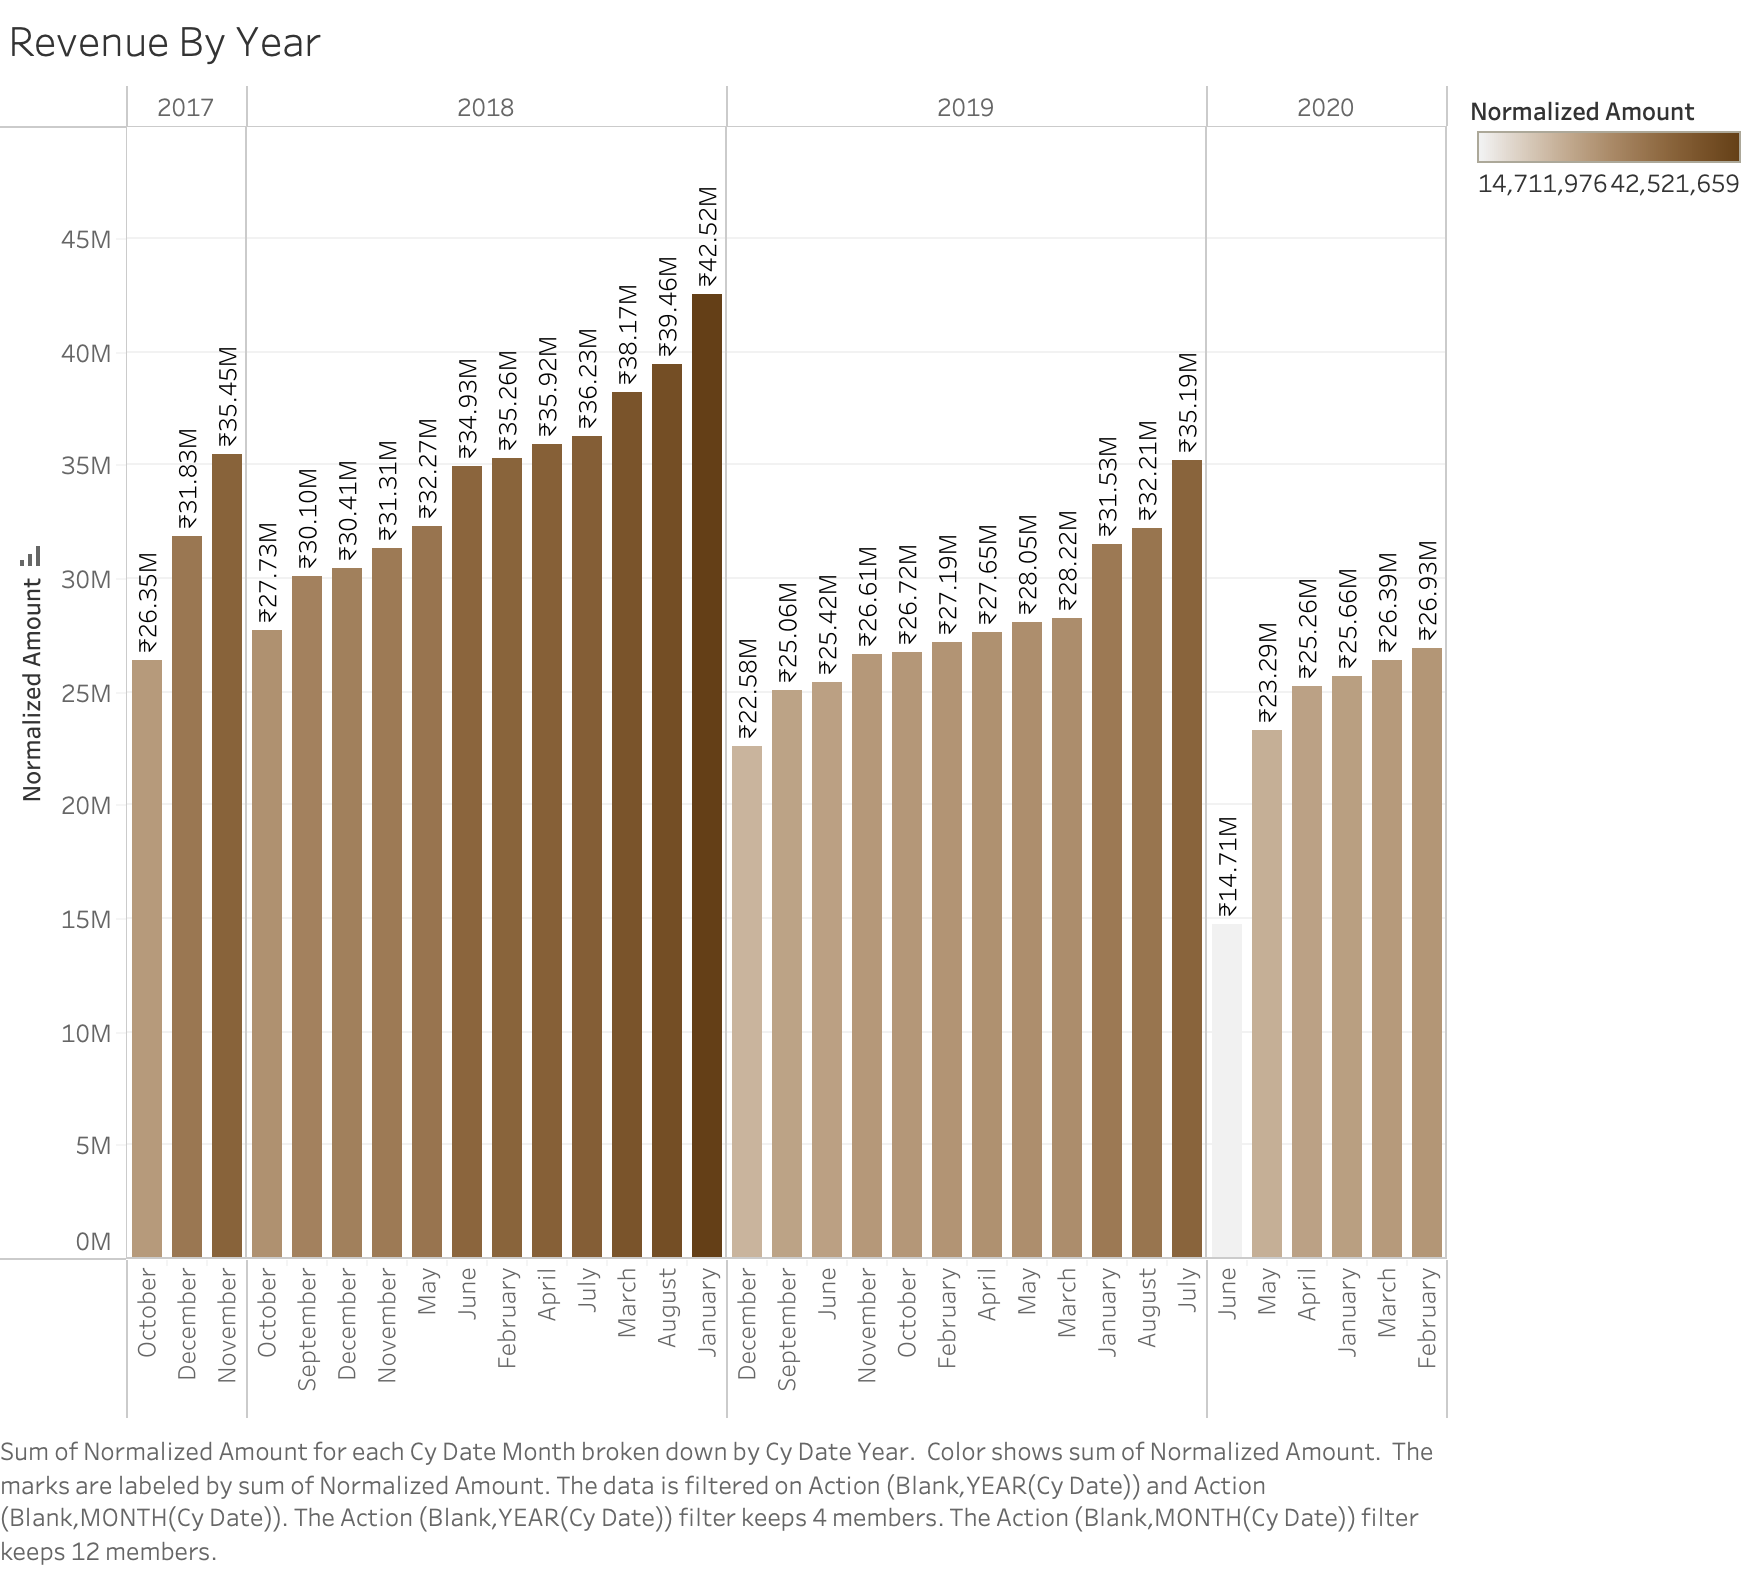 Revenue By Year
2017
2018
2019
2020
Normalized Amount
14,711,976 42,521,659
Normalized Amount
45M
40M
35M
30M
25M
20M
15M
10M
5M
0M
₹26.35M
₹31.83M
₹35.45M
₹27.73M
₹30.10M
₹30.41M
₹31.31M
₹32.27M
₹34.93M
₹35.26M
₹35.92M
₹36.23M
₹38.17M
₹39.46M
₹42.52M
₹22.58M
₹25.06M
₹25.42M
₹26.61M
₹26.72M
₹27.19M
₹27.65M
₹28.05M
₹28.22M
₹31.53M
₹32.21M
₹35.19M
₹14.71M
₹23.29M
₹25.26M
₹25.66M
₹26.39M
₹26.93M
October
December
November
October
September
December
November
May
June
February
April
July
March
August
January
December
September
June
November
October
February
April
May
March
January
August
July
June
May
April
January
March
February
Sum of Normalized Amount for each Cy Date Month broken down by Cy Date Year.  Color shows sum of Normalized Amount.  The
marks are labeled by sum of Normalized Amount. The data is filtered on Action (Blank,YEAR(Cy Date)) and Action
(Blank,MONTH(Cy Date)). The Action (Blank,YEAR(Cy Date)) filter keeps 4 members. The Action (Blank,MONTH(Cy Date)) filter
keeps 12 members.